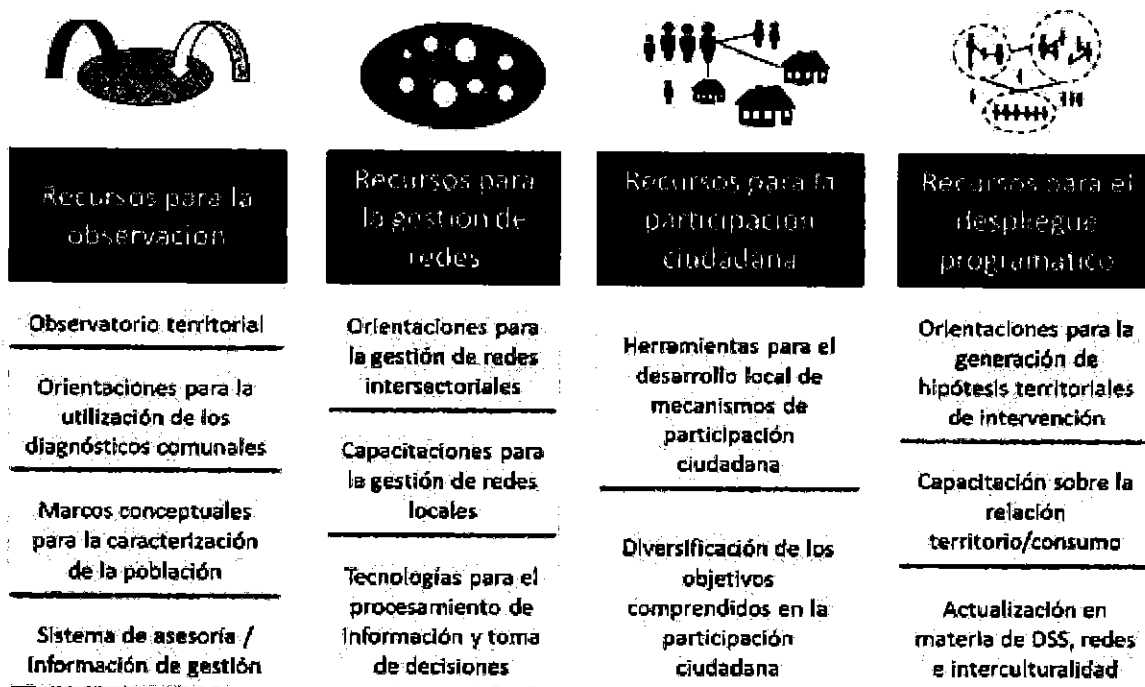 Recursos para la
observacion
Observatorio territorial
Orientaciones para la
utilización de los
diagnósticos comunales
Marcos conceptuales
para la caracterización
de la población
Sistema de asesoría /
Información de gestión
Recursos para
la gestion de
redes
Orientaciones para
la gestión de redes
intersectoriales
Capacitaciones para
la gestión de redes
locales
Tecnologías para el
procesamiento de
información y toma
de decisiones
Recursos para la
participacion
ciudadana
Herramientas para el
desarrollo local de
mecanismos de
participación
ciudadana
Diversificación de los
objetivos
comprendidos en la
participación
ciudadana
Recursos para el
despliegue
programatico
Orientaciones para la
generación de
hipótesis territoriales
de intervención
Capacitación sobre la
relación
territorio/consumo
Actualización en
materia de DSS, redes
e interculturalidad